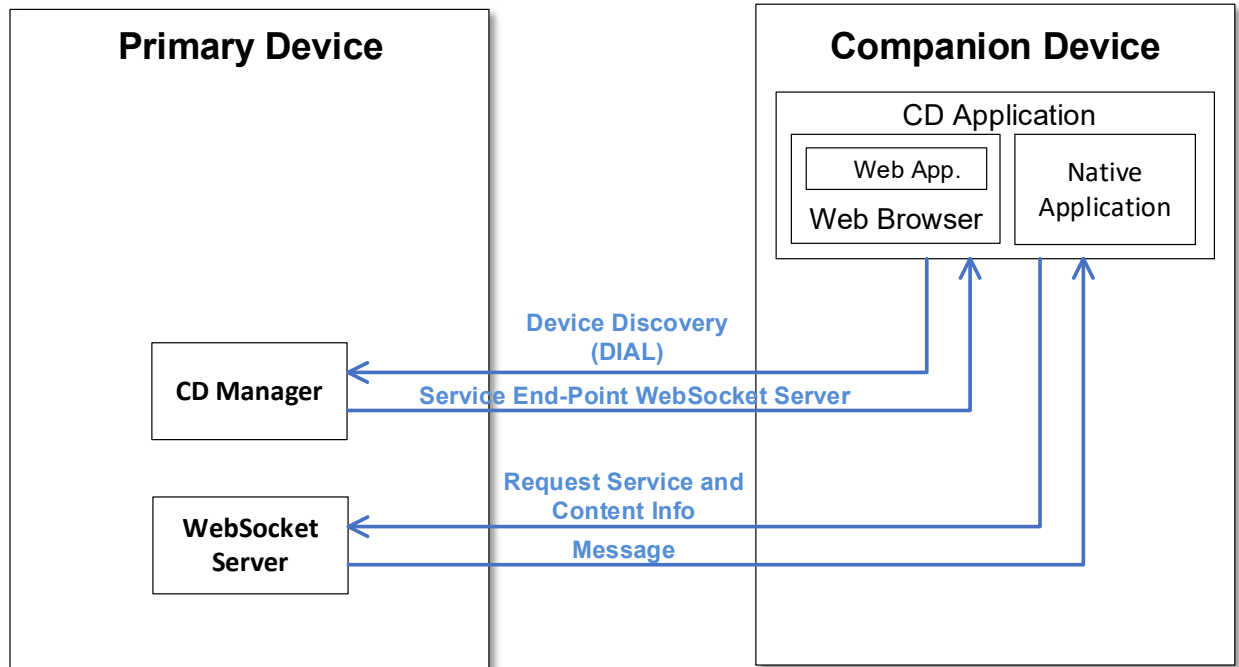 Primary Device
Companion Device
CD Application
Web App.
Web Browser
Native
Application
Device Discovery
(DIAL)
CD Manager
Service End-Point WebSocket Server
Request Service and
Content Info
WebSocket
Server
Message